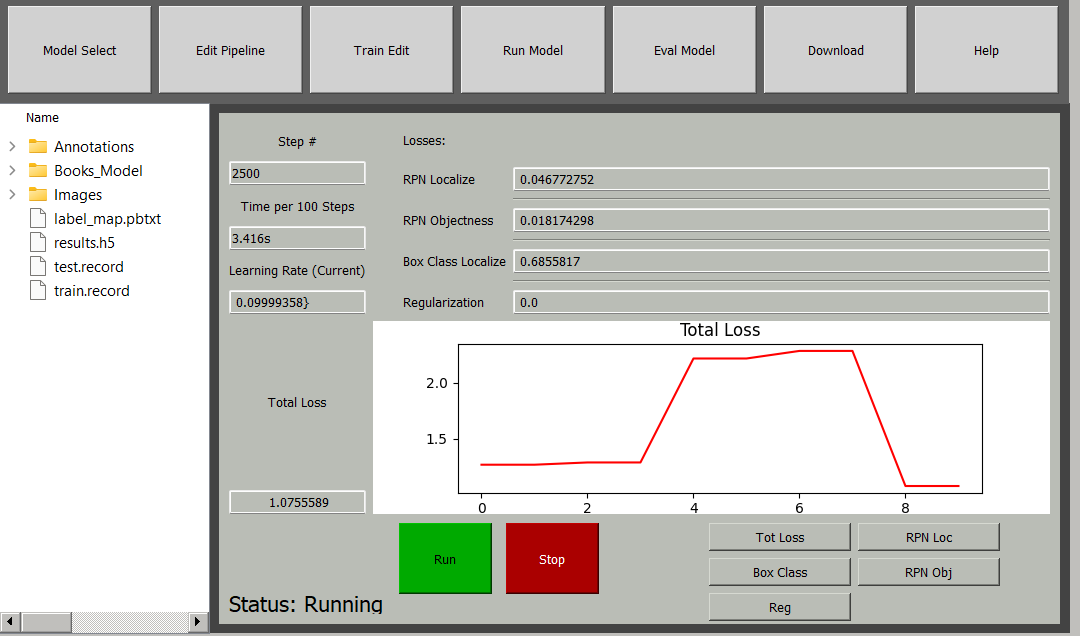 Model Select
Edit Pipeline
Train Edit
Run Model
Eval Model
Download
Help
Name
Annotations
Books_Model
Images
label_map.pbtxt
results.h5
test.record
train.record
Step #
2500
Time per 100 Steps
3.416s
Learning Rate (Current)
0.09999358}
Total Loss
1.0755589
Losses:
RPN Localize
0.046772752
RPN Objectness
0.018174298
Box Class Localize
0.6855817
Regularization
0.0
Total Loss
2.0
1.5
0 2 4 6 8
Run
Stop
Tot Loss
RPN Loc
Box Class
RPN Obj
Reg
Status: Running